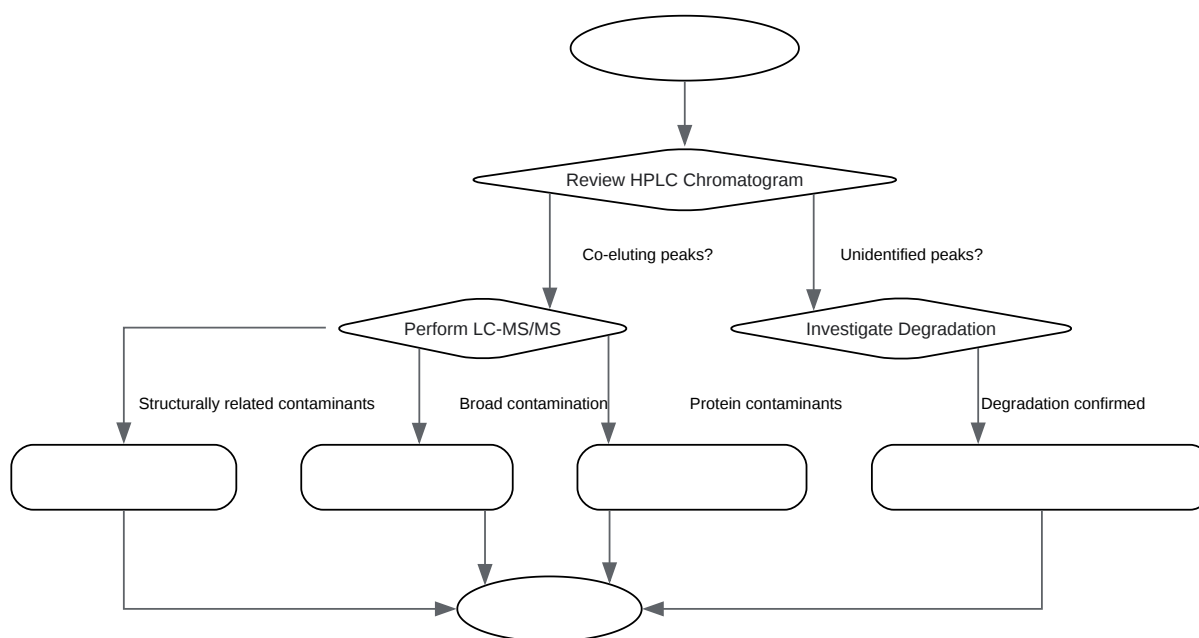 Review HPLC Chromatogram
Co-eluting peaks?
Unidentified peaks?
Perform LC-MS/MS
Investigate Degradation
Structurally related contaminants
Broad contamination
Protein contaminants
Degradation confirmed